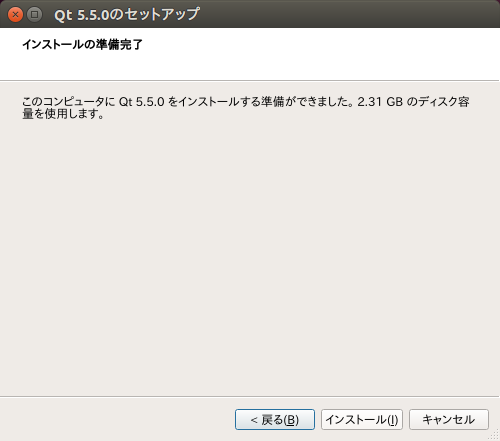 Qt 5.5.0のセットアップ
インストールの準備完了
このコンピュータに Qt 5.5.0 をインストールする準備ができました。2.31 GB のディスク容
量を使用します。
< 戻る(B) インストール(I) キャンセル